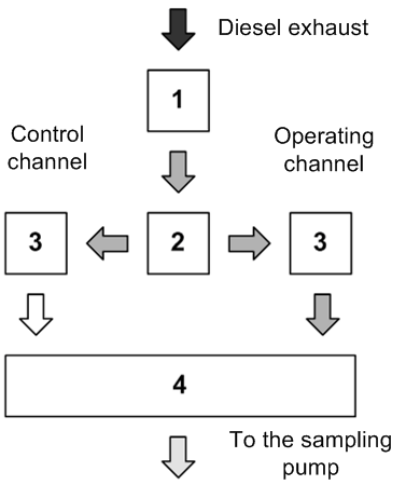 Diesel exhaust
1
Control
channel
Operating
channel
3
2
3
4
To the sampling
pump